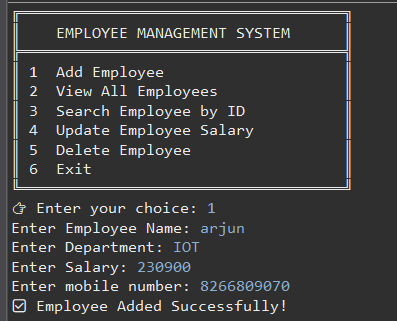 EMPLOYEE MANAGEMENT SYSTEM
1 Add Employee
2 View All Employees
3 Search Employee by ID
4 Update Employee Salary
5 Delete Employee
6 Exit
👉 Enter your choice: 1
Enter Employee Name: arjun
Enter Department: IOT
Enter Salary: 230900
Enter mobile number: 8266809070
☑ Employee Added Successfully!